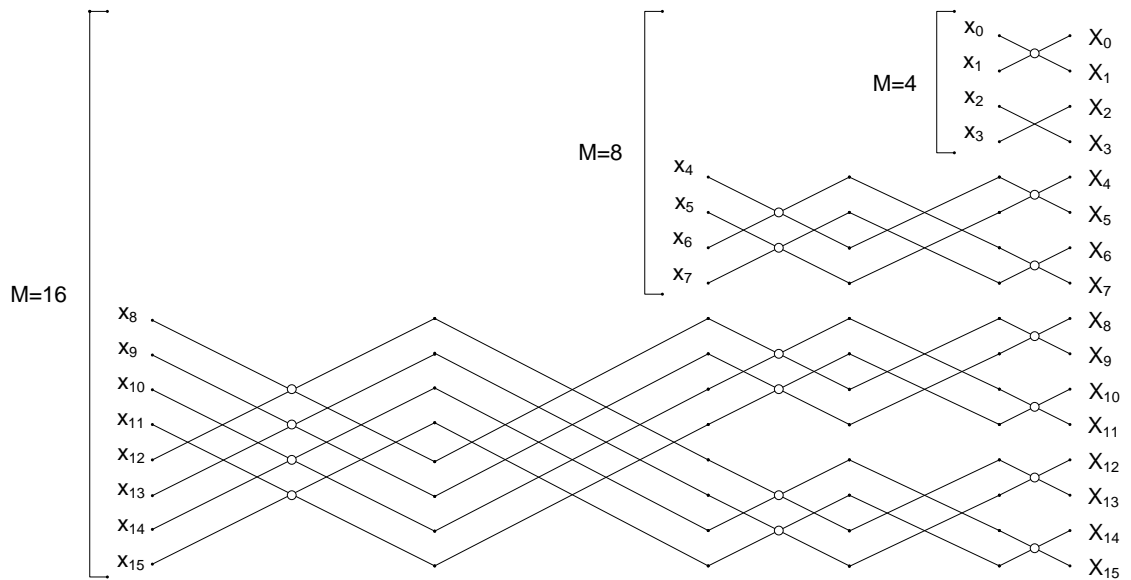 x₀ X₀
x₁ X₁
M=4
x₂ X₂
x₃ X₃
M=8
x₄ X₄
x₅ X₅
x₆ X₆
x₇ X₇
M=16
x₈ X₈
x₉ X₉
x₁₀ X₁₀
x₁₁ X₁₁
x₁₂ X₁₂
x₁₃ X₁₃
x₁₄ X₁₄
x₁₅ X₁₅